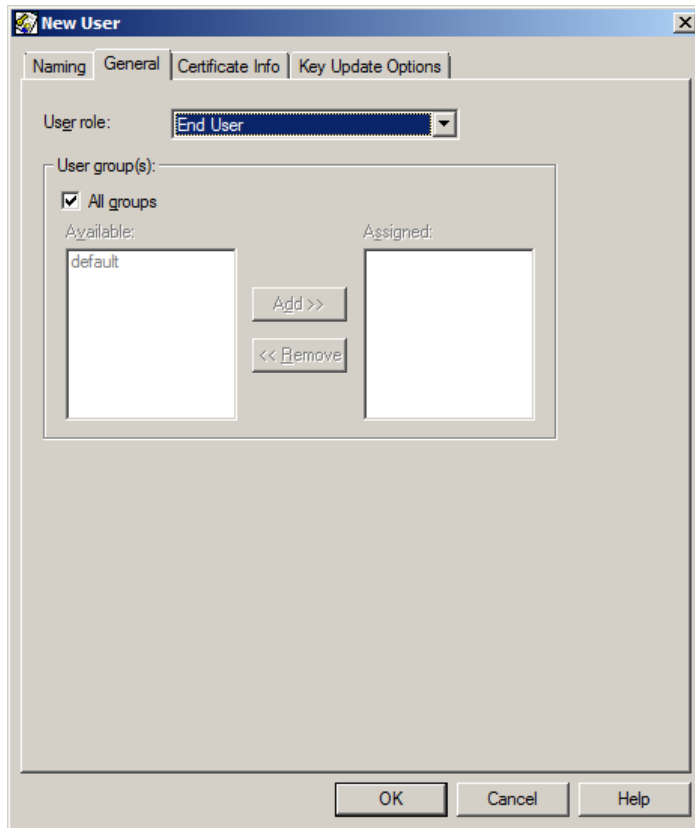 New User
Naming General Certificate Info Key Update Options
User role: End User
User group(s):
All groups
Available: Assigned:
default
Add >>
<< Remove
OK Cancel Help